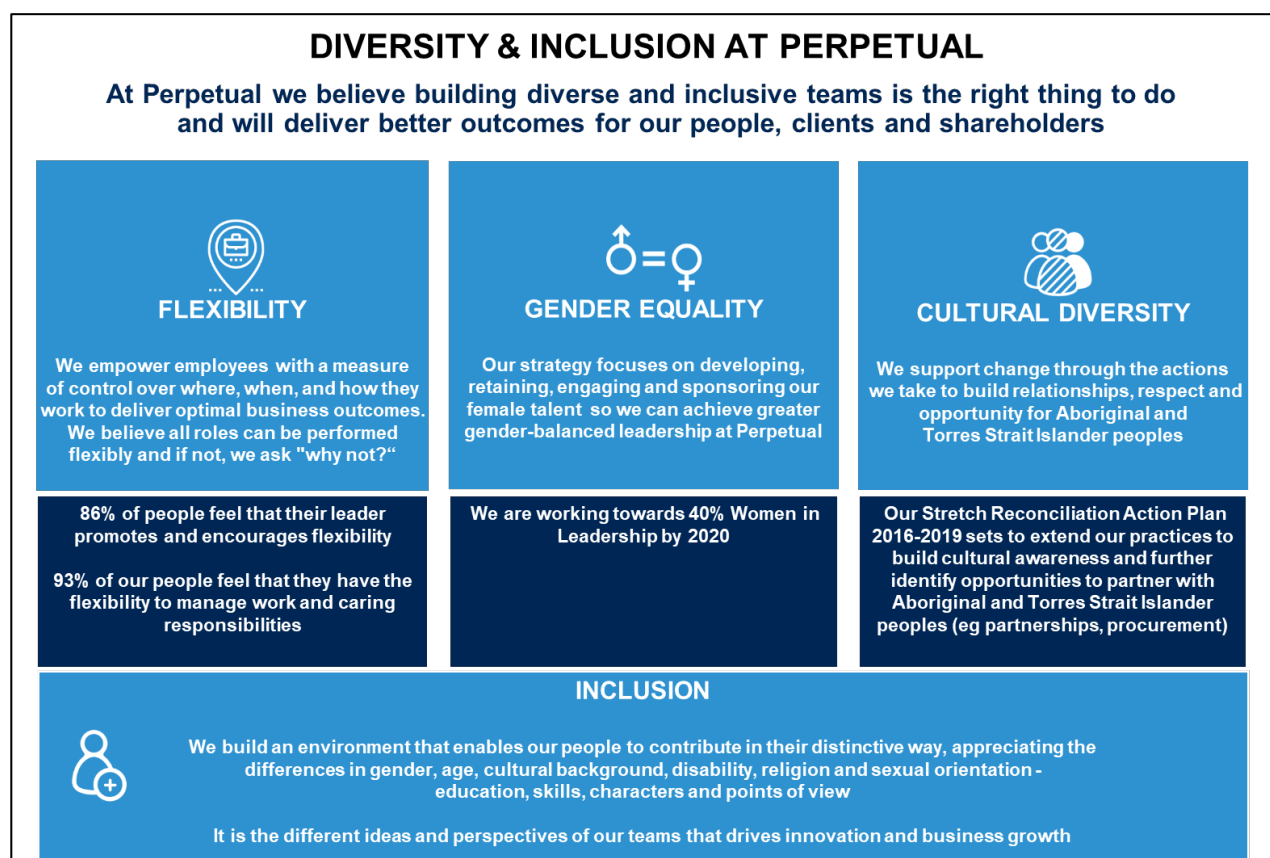 DIVERSITY & INCLUSION AT PERPETUAL
At Perpetual we believe building diverse and inclusive teams is the right thing to do
and will deliver better outcomes for our people, clients and shareholders
FLEXIBILITY
We empower employees with a measure
of control over where, when, and how they
work to deliver optimal business outcomes.
We believe all roles can be performed
flexibly and if not, we ask "why not?“
86% of people feel that their leader
promotes and encourages flexibility
93% of our people feel that they have the
flexibility to manage work and caring
responsibilities
GENDER EQUALITY
Our strategy focuses on developing,
retaining, engaging and sponsoring our
female talent so we can achieve greater
gender-balanced leadership at Perpetual
We are working towards 40% Women in
Leadership by 2020
CULTURAL DIVERSITY
We support change through the actions
we take to build relationships, respect and
opportunity for Aboriginal and
Torres Strait Islander peoples
Our Stretch Reconciliation Action Plan
2016-2019 sets to extend our practices to
build cultural awareness and further
identify opportunities to partner with
Aboriginal and Torres Strait Islander
peoples (eg partnerships, procurement)
INCLUSION
We build an environment that enables our people to contribute in their distinctive way, appreciating the
differences in gender, age, cultural background, disability, religion and sexual orientation -
education, skills, characters and points of view
It is the different ideas and perspectives of our teams that drives innovation and business growth